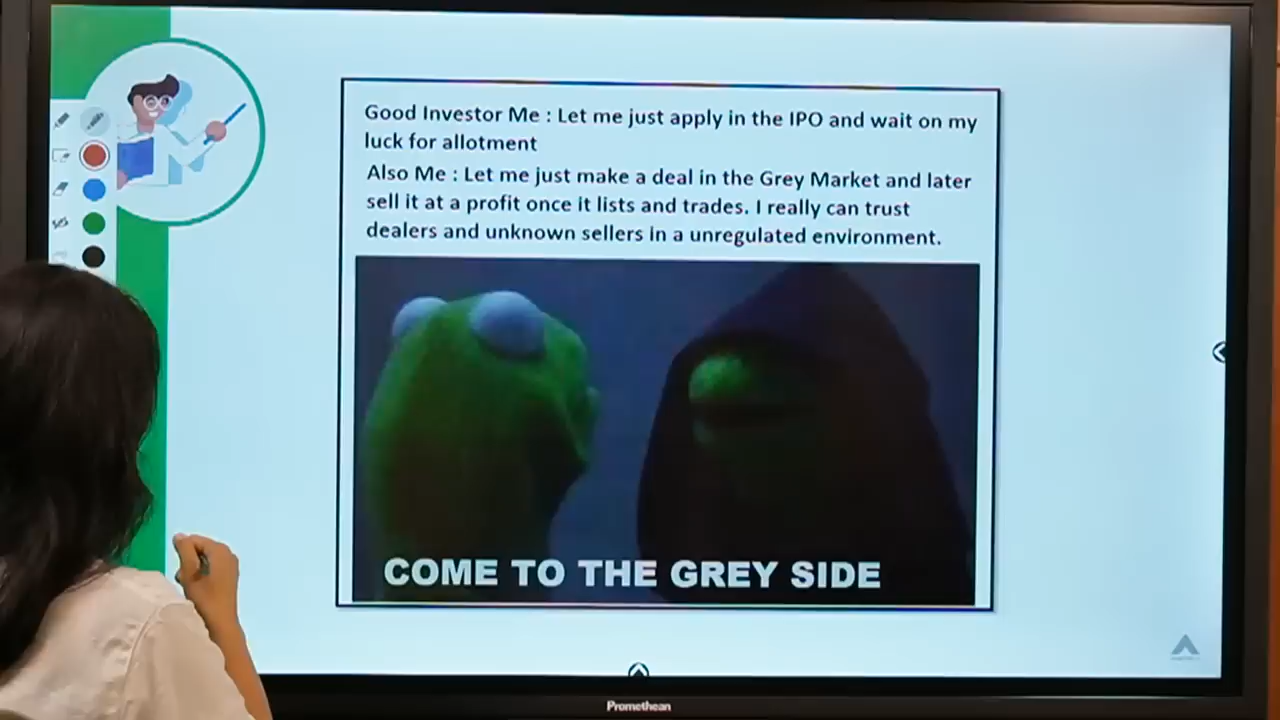 Good Investor Me : Let me just apply in the IPO and wait on my
luck for allotment
Also Me : Let me just make a deal in the Grey Market and later
sell it at a profit once it lists and trades. I really can trust
dealers and unknown sellers in a unregulated environment.
COME TO THE GREY SIDE
Promethean